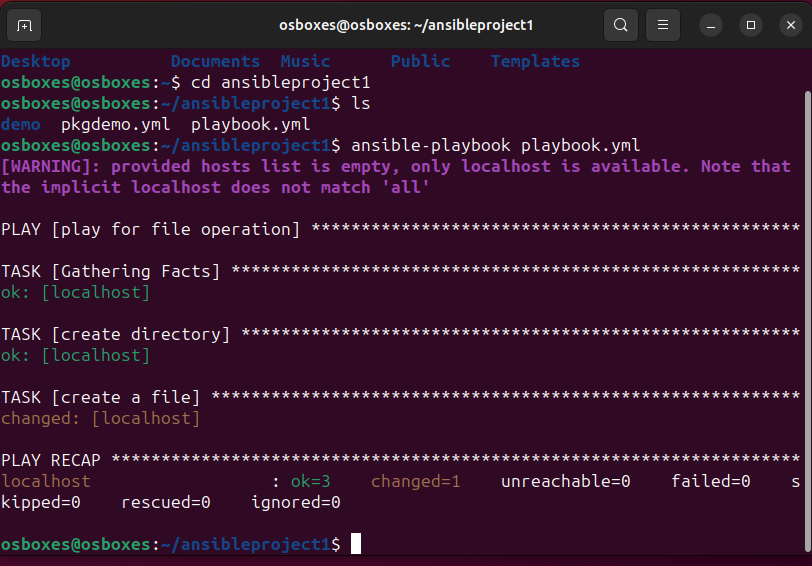 osboxes@osboxes: ~/ansibleproject1
Desktop Documents Music Public Templates
osboxes@osboxes:~$ cd ansibleproject1
osboxes@osboxes:~/ansibleproject1$ ls
demo pkgdemo.yml playbook.yml
osboxes@osboxes:~/ansibleproject1$ ansible-playbook playbook.yml
[WARNING]: provided hosts list is empty, only localhost is available. Note that
the implicit localhost does not match 'all'
PLAY [play for file operation] *************************************************
TASK [Gathering Facts] *********************************************************
ok: [localhost]
TASK [create directory] ********************************************************
ok: [localhost]
TASK [create a file] ***********************************************************
changed: [localhost]
PLAY RECAP *********************************************************************
localhost : ok=3 changed=1 unreachable=0 failed=0 s
kipped=0 rescued=0 ignored=0
osboxes@osboxes:~/ansibleproject1$